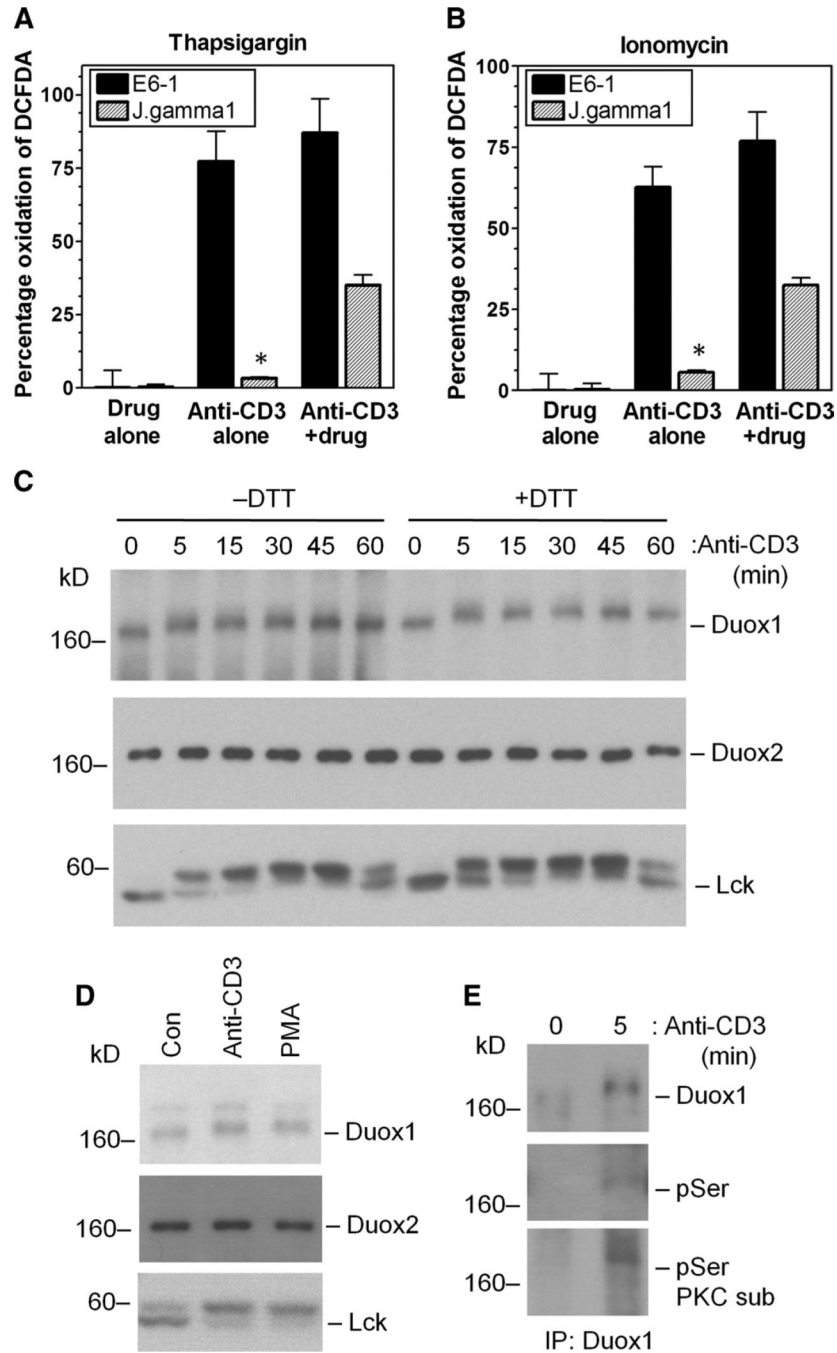 A
Thapsigargin
E6-1
J.gamma1
Percentage oxidation of DCFDA
100
75
50
25
0
*
Drug alone
Anti-CD3 alone
Anti-CD3 +drug
B
Ionomycin
E6-1
J.gamma1
Percentage oxidation of DCFDA
100
75
50
25
0
*
Drug alone
Anti-CD3 alone
Anti-CD3 +drug
C
–DTT +DTT
0 5 15 30 45 60 0 5 15 30 45 60 :Anti-CD3
(min)
kD
160– – Duox1
160– – Duox2
60– – Lck
D
Con Anti-CD3 PMA
kD
160– – Duox1
160– – Duox2
60– – Lck
E
0 5 : Anti-CD3
(min)
kD
160– – Duox1
160– – pSer
160– – pSer
PKC sub
IP: Duox1